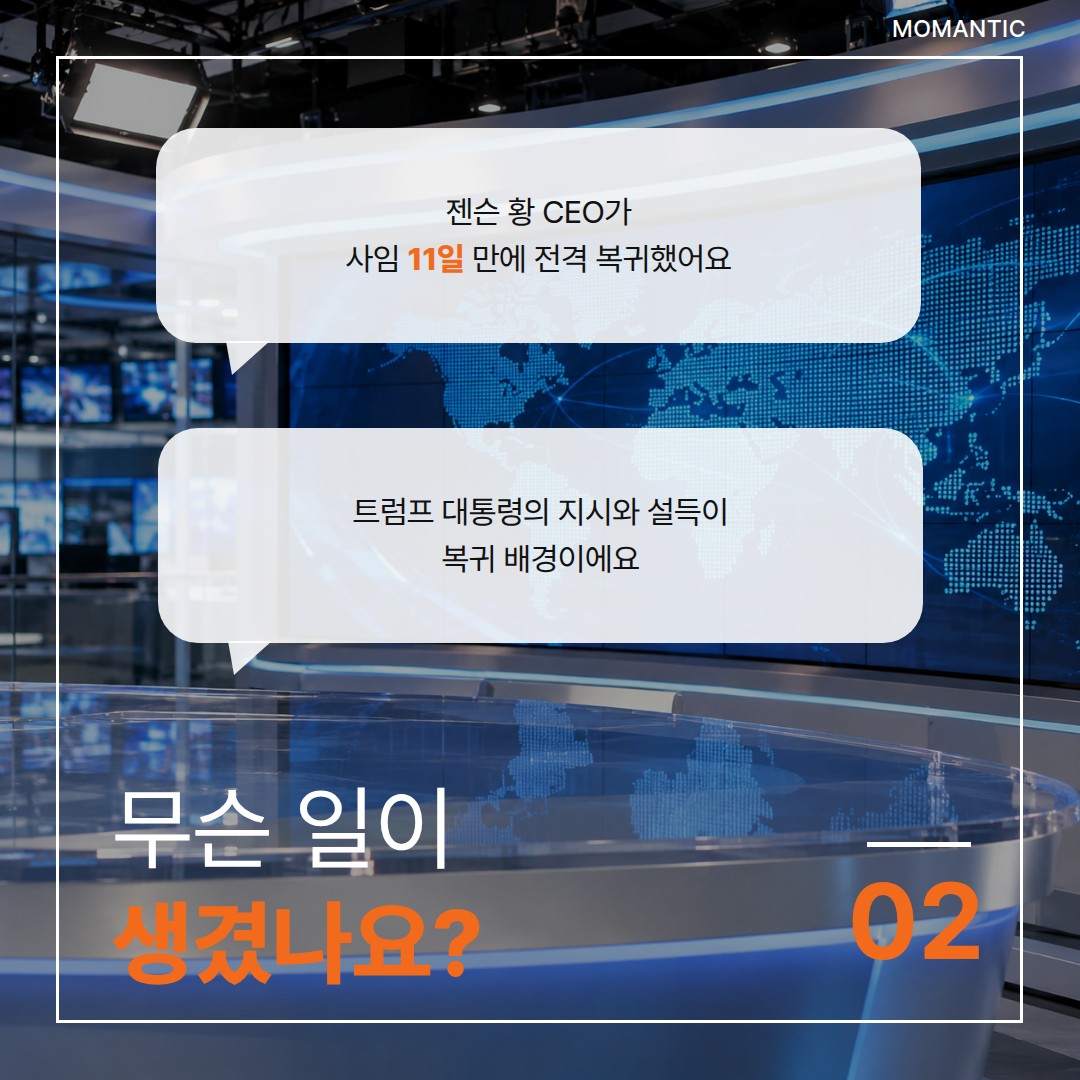 MOMANTIC
젠슨 황 CEO가
사임 11일 만에 전격 복귀했어요
트럼프 대통령의 지시와 설득이
복귀 배경이에요
무슨 일이
생겼나요?
02